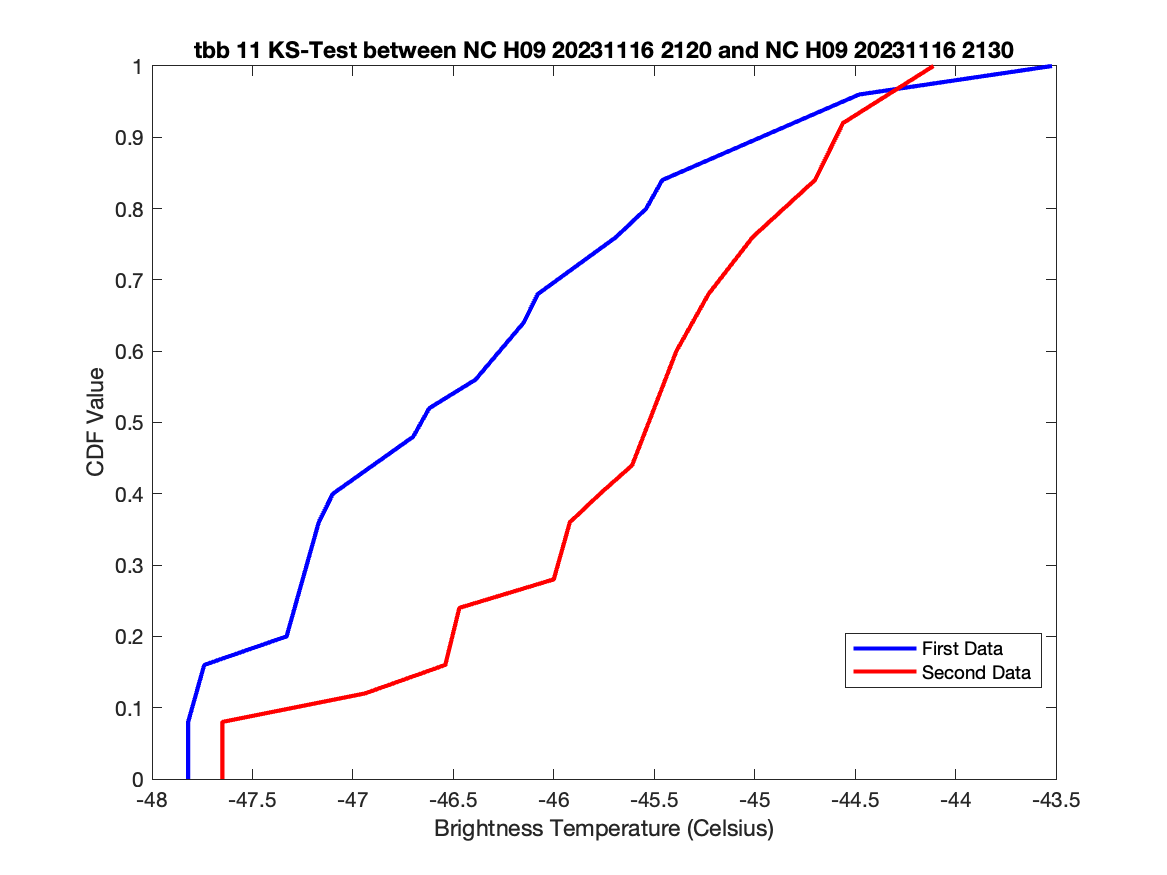 tbb 11 KS-Test between NC H09 20231116 2120 and NC H09 20231116 2130
1
0.9
0.8
0.7
0.6
0.5
0.4
0.3
0.2
0.1
0
CDF Value
First Data
Second Data
-48 -47.5 -47 -46.5 -46 -45.5 -45 -44.5 -44 -43.5
Brightness Temperature (Celsius)